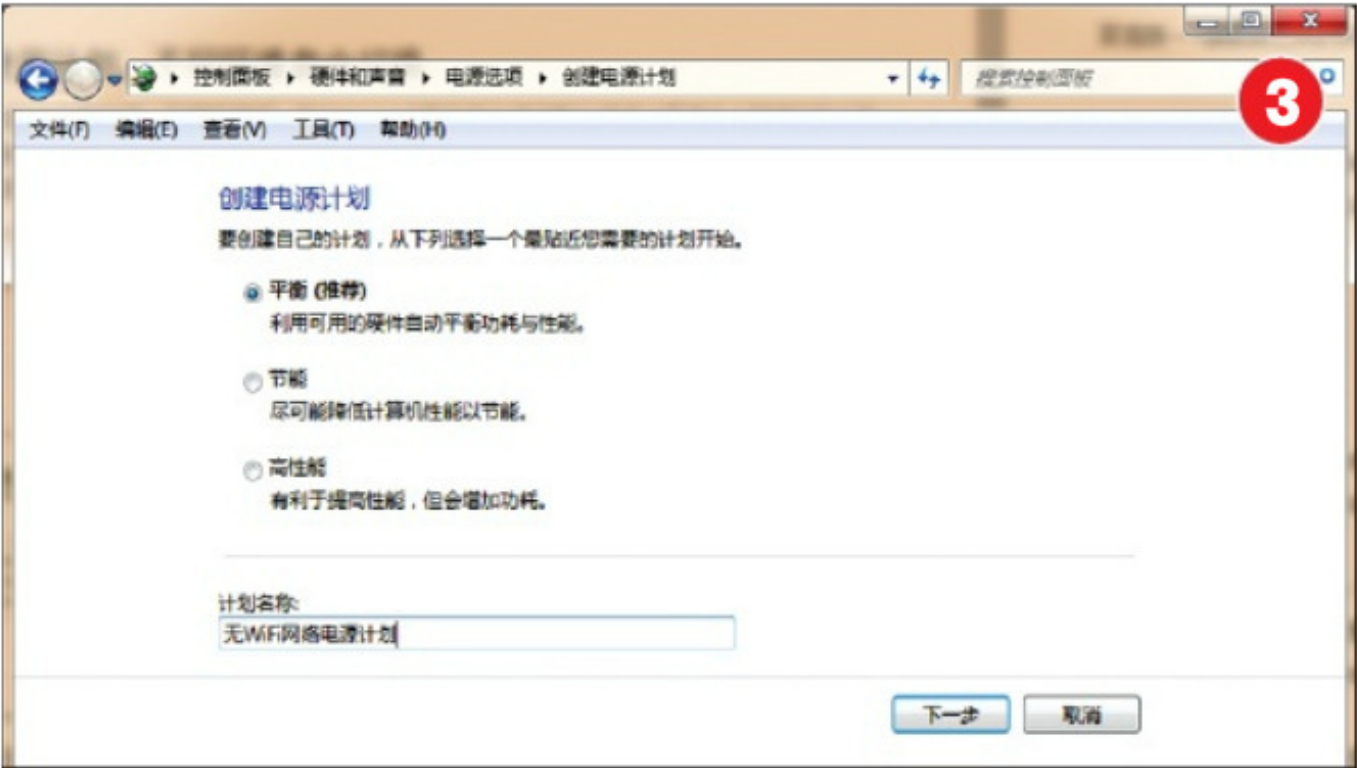 控制面板 ▸ 硬件和声音 ▸ 电源选项 ▸ 创建电源计划
搜索控制面板
3
文件(F) 编辑(E) 查看(V) 工具(T) 帮助(H)
创建电源计划
要创建自己的计划，从下列选择一个最贴近您需要的计划开始。
平衡 (推荐)
利用可用的硬件自动平衡功耗与性能。
节能
尽可能降低计算机性能以节能。
高性能
有利于提高性能，但会增加功耗。
计划名称:
无WiFi网络电源计划
下一步 取消